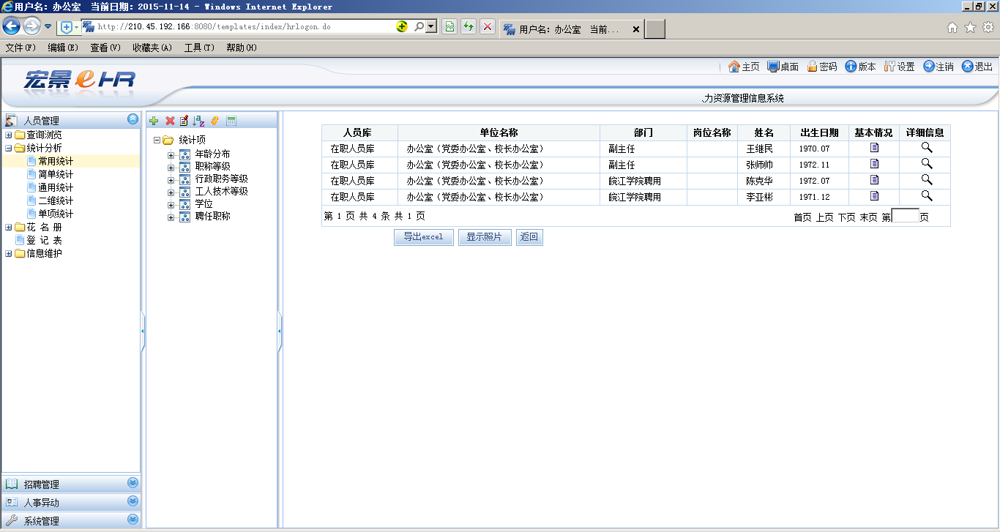 用户名：办公室 当前日期：2015-11-14 - Windows Internet Explorer
http://210.45.192.166:8080/templates/index/hrlogon.do
用户名：办公室 当前...
文件(F) 编辑(E) 查看(V) 收藏夹(A) 工具(T) 帮助(H)
宏景eHR
主页 桌面 密码 版本 设置 注销 退出
力资源管理信息系统
人员管理
查询浏览
统计分析
常用统计
简单统计
通用统计
二维统计
单项统计
花 名 册
登 记 表
信息维护
招聘管理
人事异动
系统管理
统计项
年龄分布
职称等级
行政职务等级
工人技术等级
学位
聘任职称
人员库 单位名称 部门 岗位名称 姓名 出生日期 基本情况 详细信息
在职人员库 办公室（党委办公室、校长办公室） 副主任 王继民 1970.07
在职人员库 办公室（党委办公室、校长办公室） 副主任 张师帅 1972.11
在职人员库 办公室（党委办公室、校长办公室） 皖江学院聘用 陈克华 1972.07
在职人员库 办公室（党委办公室、校长办公室） 皖江学院聘用 李亚彬 1971.12
第 1 页 共 4 条 共 1 页 首页 上页 下页 末页 第 页
导出excel 显示照片 返回